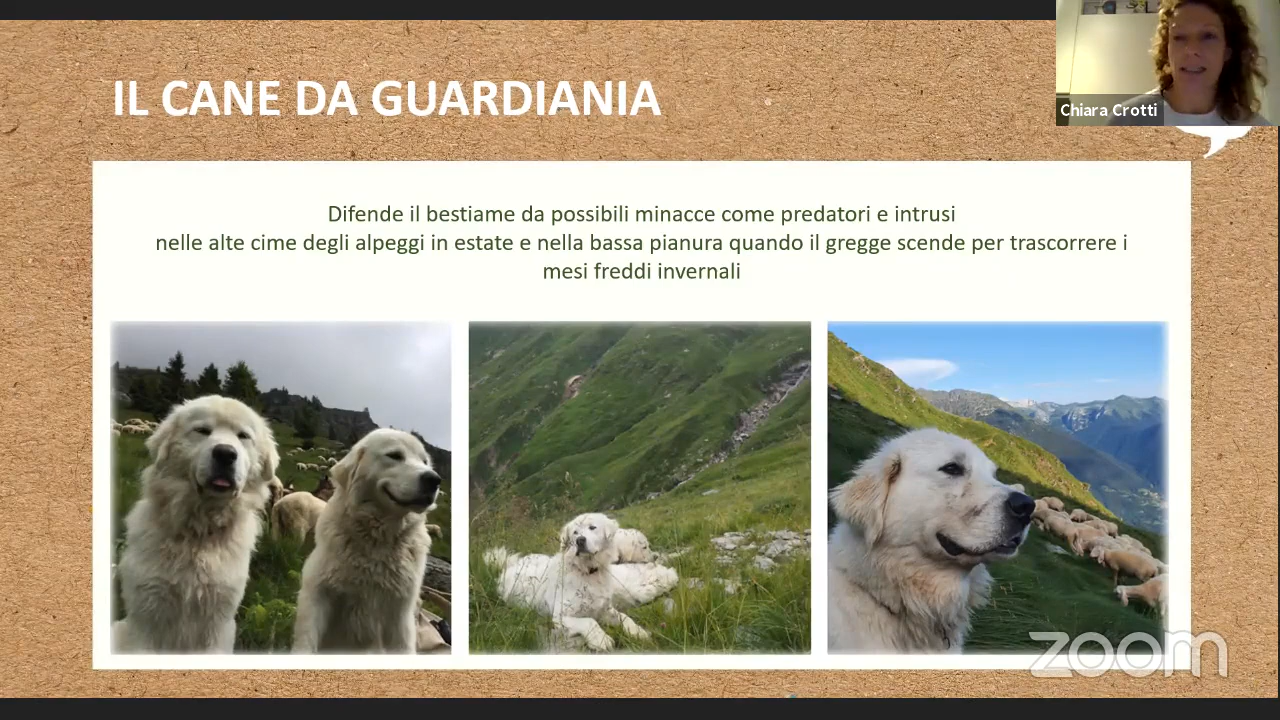 IL CANE DA GUARDIANIA
Chiara Crotti
Difende il bestiame da possibili minacce come predatori e intrusi
nelle alte cime degli alpeggi in estate e nella bassa pianura quando il gregge scende per trascorrere i
mesi freddi invernali
zoom